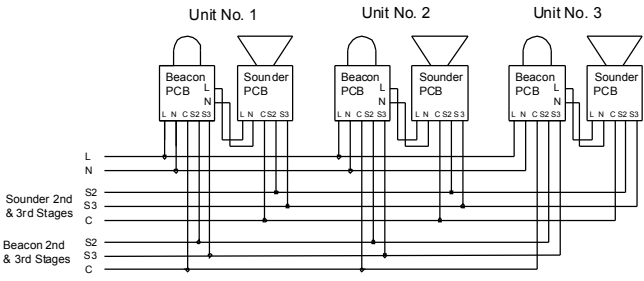 Unit No. 1 Unit No. 2 Unit No. 3
Beacon PCB L N
Sounder PCB
Beacon PCB L N
Sounder PCB
Beacon PCB L N
Sounder PCB
L N C S2 S3 L N C S2 S3 L N C S2 S3 L N C S2 S3 L N C S2 S3 L N C S2 S3
L
N
Sounder 2nd & 3rd Stages
S2
S3
C
Beacon 2nd & 3rd Stages
S2
S3
C